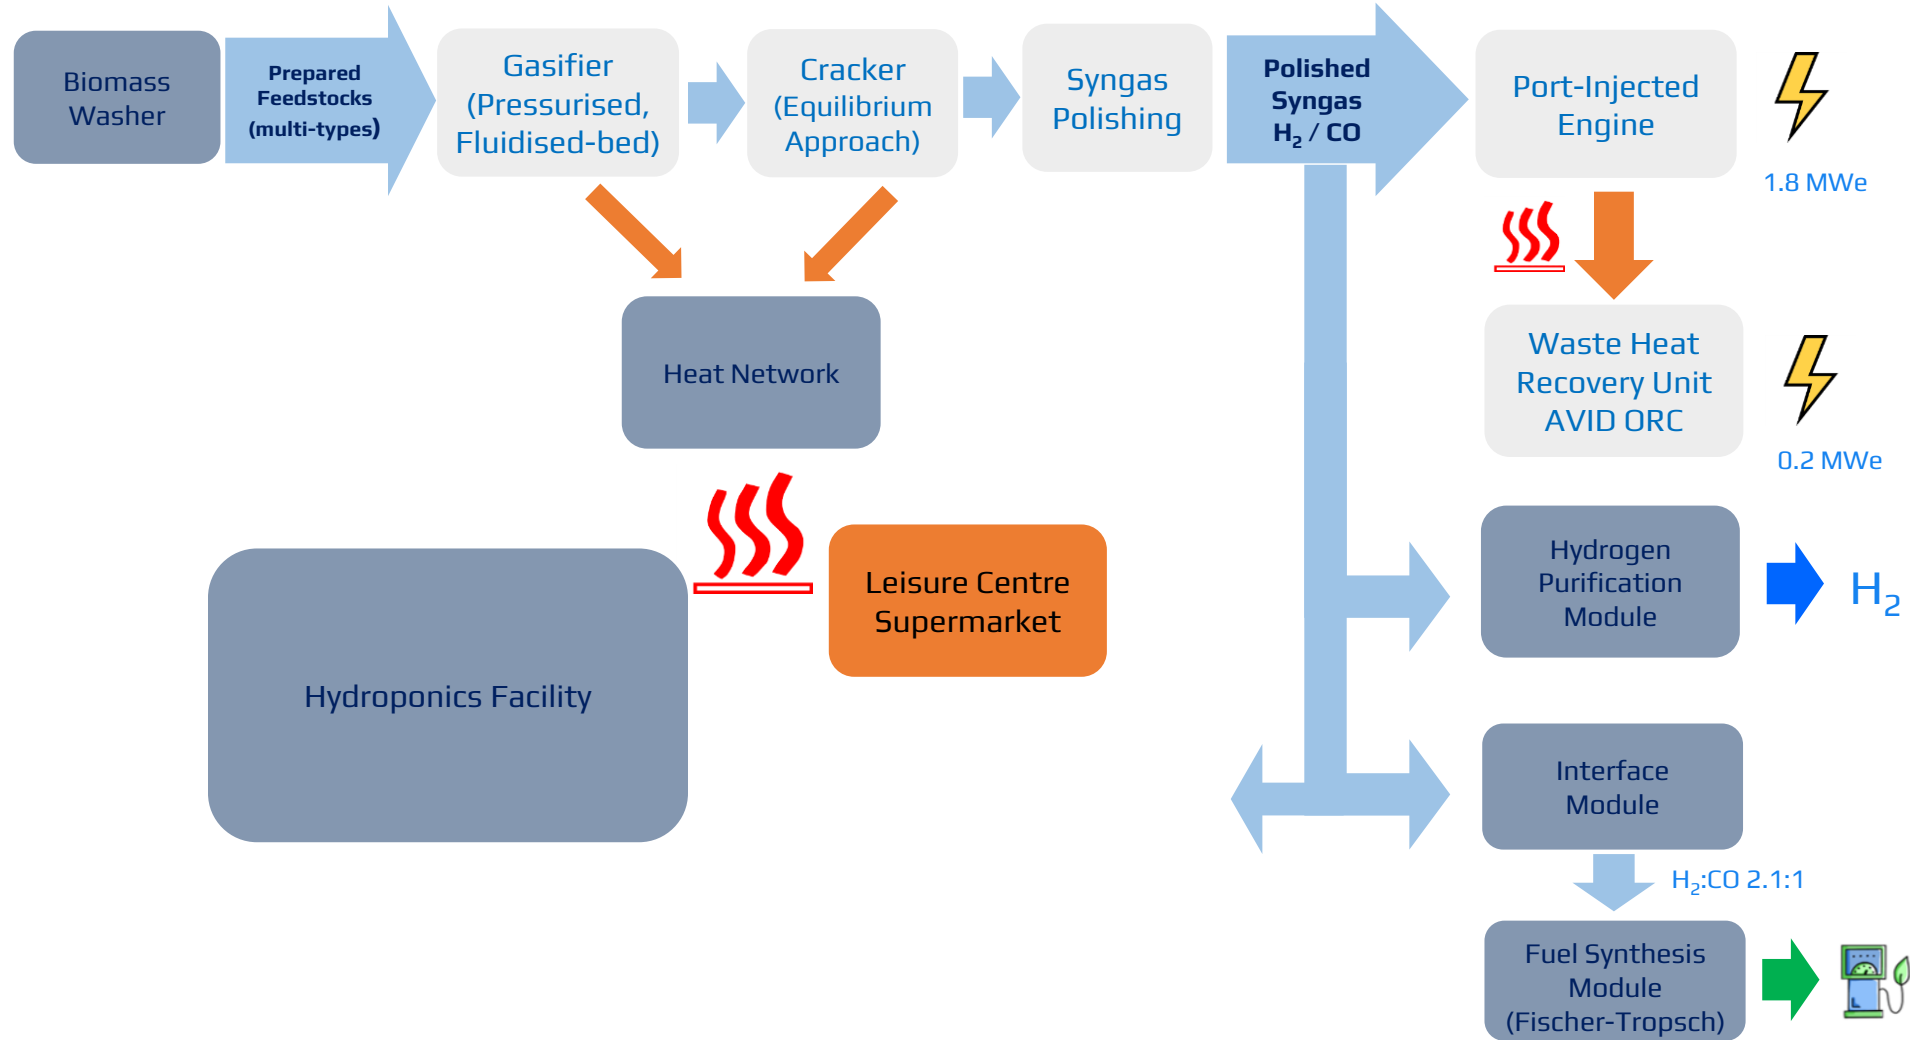 Biomass
Washer
Prepared
Feedstocks
(multi-types)
Gasifier
(Pressurised,
Fluidised-bed)
Cracker
(Equilibrium
Approach)
Syngas
Polishing
Polished
Syngas
H₂ / CO
Port-Injected
Engine
1.8 MWe
Heat Network
Waste Heat
Recovery Unit
AVID ORC
0.2 MWe
Leisure Centre
Supermarket
Hydroponics Facility
Hydrogen
Purification
Module
H₂
Interface
Module
H₂:CO 2.1:1
Fuel Synthesis
Module
(Fischer-Tropsch)